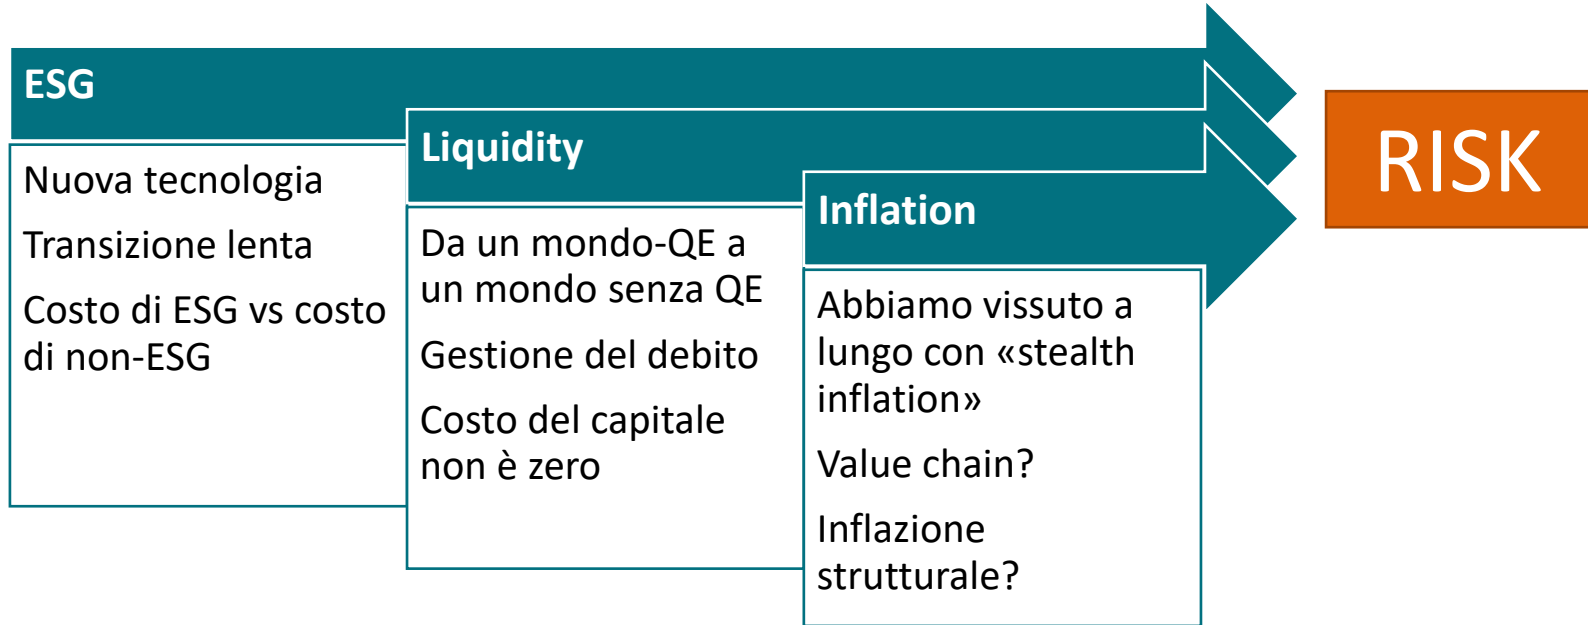 ESG
Nuova tecnologia
Transizione lenta
Costo di ESG vs costo
di non-ESG
Liquidity
Da un mondo-QE a
un mondo senza QE
Gestione del debito
Costo del capitale
non è zero
Inflation
Abbiamo vissuto a
lungo con «stealth
inflation»
Value chain?
Inflazione
strutturale?
RISK